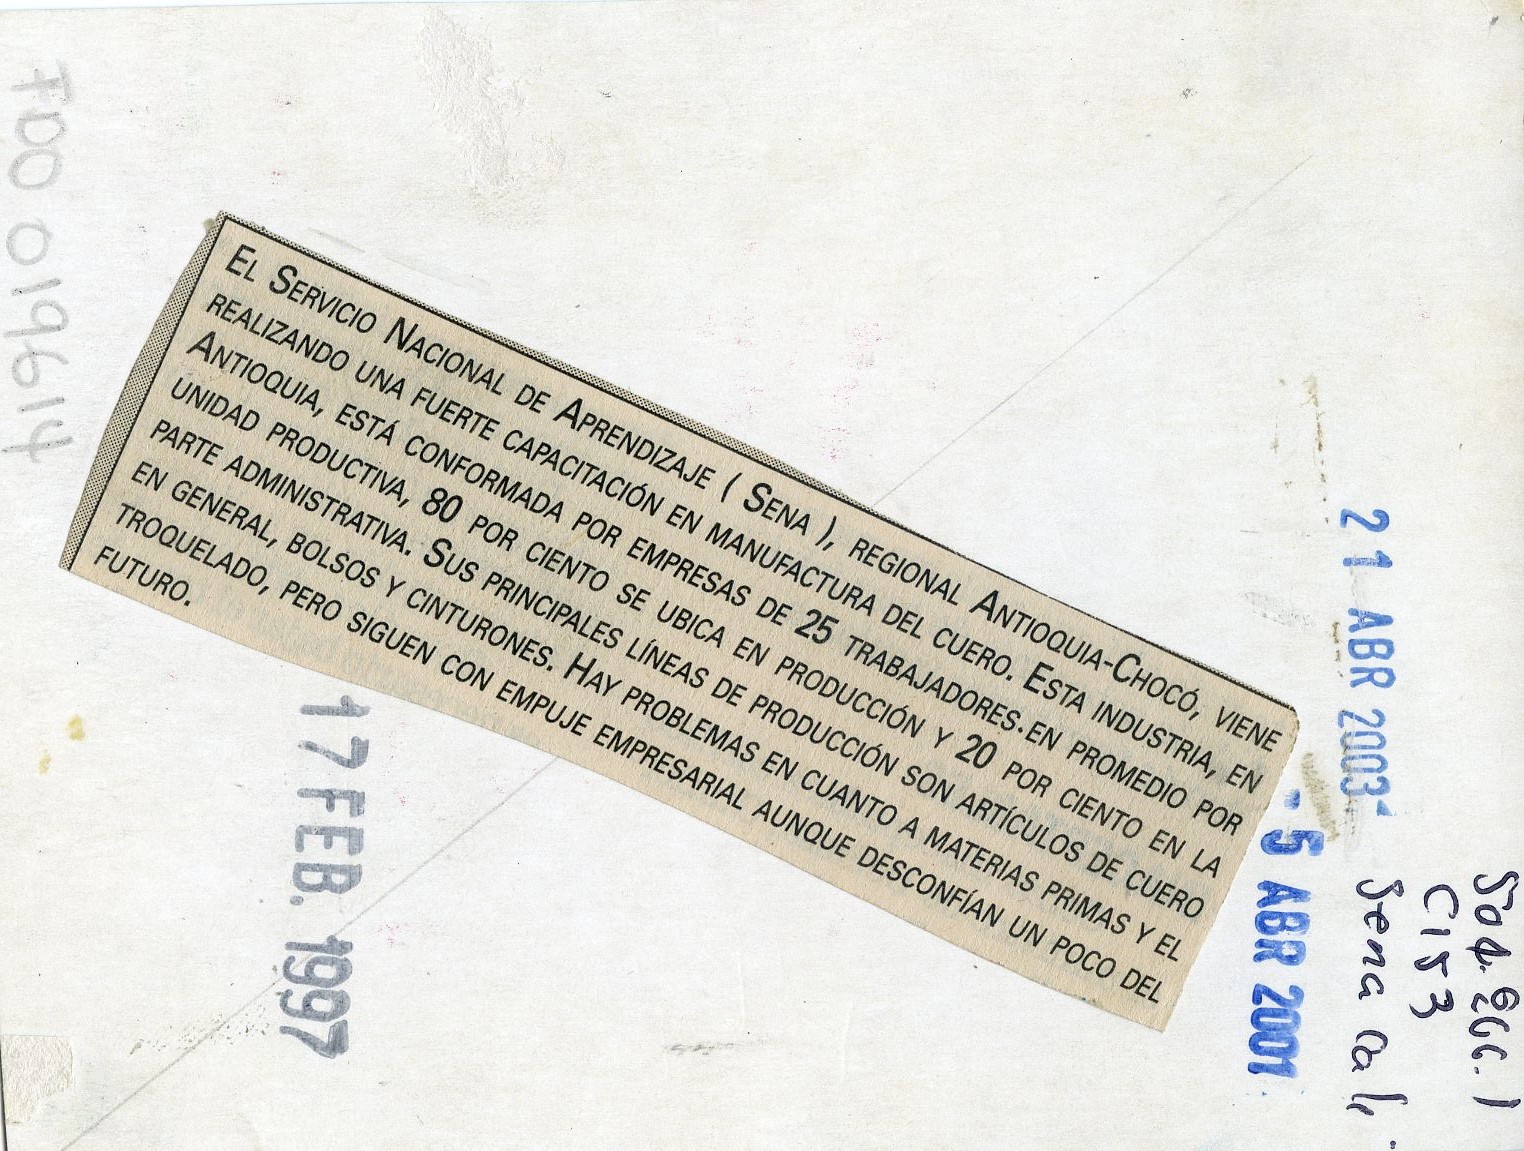 EL SERVICIO NACIONAL DE APRENDIZAJE ( SENA ), REGIONAL ANTIOQUIA-CHOCÓ, VIENE
REALIZANDO UNA FUERTE CAPACITACIÓN EN MANUFACTURA DEL CUERO. ESTA INDUSTRIA, EN
ANTIOQUIA, ESTÁ CONFORMADA POR EMPRESAS DE 25 TRABAJADORES.EN PROMEDIO POR
UNIDAD PRODUCTIVA, 80 POR CIENTO SE UBICA EN PRODUCCIÓN Y 20 POR CIENTO EN LA
PARTE ADMINISTRATIVA. SUS PRINCIPALES LÍNEAS DE PRODUCCIÓN SON ARTÍCULOS DE CUERO
EN GENERAL, BOLSOS Y CINTURONES. HAY PROBLEMAS EN CUANTO A MATERIAS PRIMAS Y EL
TROQUELADO, PERO SIGUEN CON EMPUJE EMPRESARIAL AUNQUE DESCONFÍAN UN POCO DEL
FUTURO.
FDO 019614
17 FEB. 1997
21 ABR 2003
- 5 ABR 2001
C153
Sena Cali